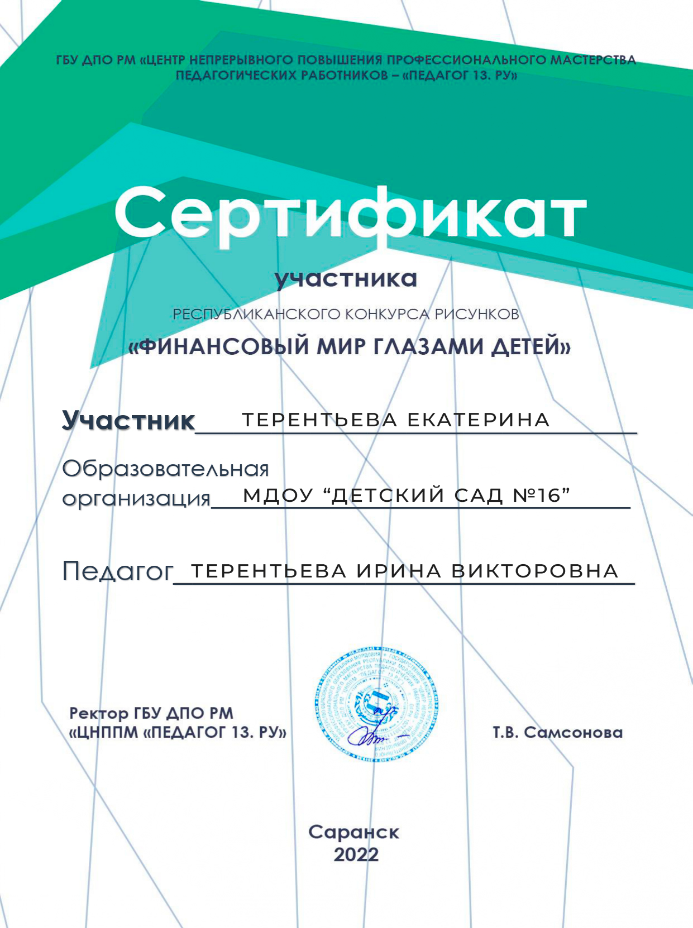 ГБУ ДПО РМ «ЦЕНТР НЕПРЕРЫВНОГО ПОВЫШЕНИЯ ПРОФЕССИОНАЛЬНОГО МАСТЕРСТВА
ПЕДАГОГИЧЕСКИХ РАБОТНИКОВ – «ПЕДАГОГ 13. РУ»
Сертификат
участника
РЕСПУБЛИКАНСКОГО КОНКУРСА РИСУНКОВ
«ФИНАНСОВЫЙ МИР ГЛАЗАМИ ДЕТЕЙ»
Участник ТЕРЕНТЬЕВА ЕКАТЕРИНА
Образовательная
организация МДОУ “ДЕТСКИЙ САД №16”
Педагог ТЕРЕНТЬЕВА ИРИНА ВИКТОРОВНА
Ректор ГБУ ДПО РМ
«ЦНППМ «ПЕДАГОГ 13. РУ» Т.В. Самсонова
Саранск
2022